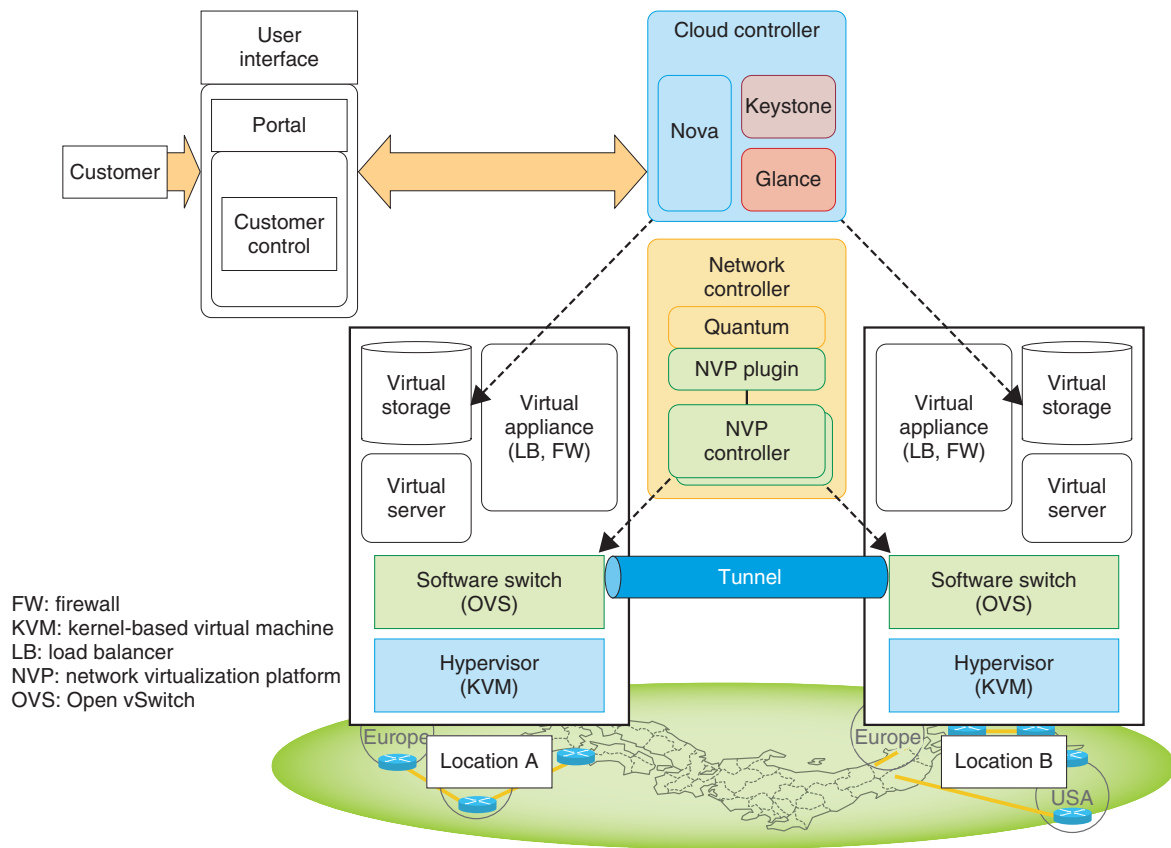 User
interface
Portal
Customer
Customer
control
Cloud controller
Nova
Keystone
Glance
Network
controller
Quantum
NVP plugin
NVP
controller
Virtual
storage
Virtual
appliance
(LB, FW)
Virtual
server
Software switch
(OVS)
Hypervisor
(KVM)
Tunnel
Virtual
appliance
(LB, FW)
Virtual
storage
Virtual
server
Software switch
(OVS)
Hypervisor
(KVM)
FW: firewall
KVM: kernel-based virtual machine
LB: load balancer
NVP: network virtualization platform
OVS: Open vSwitch
Europe
Location A
Europe
Location B
USA